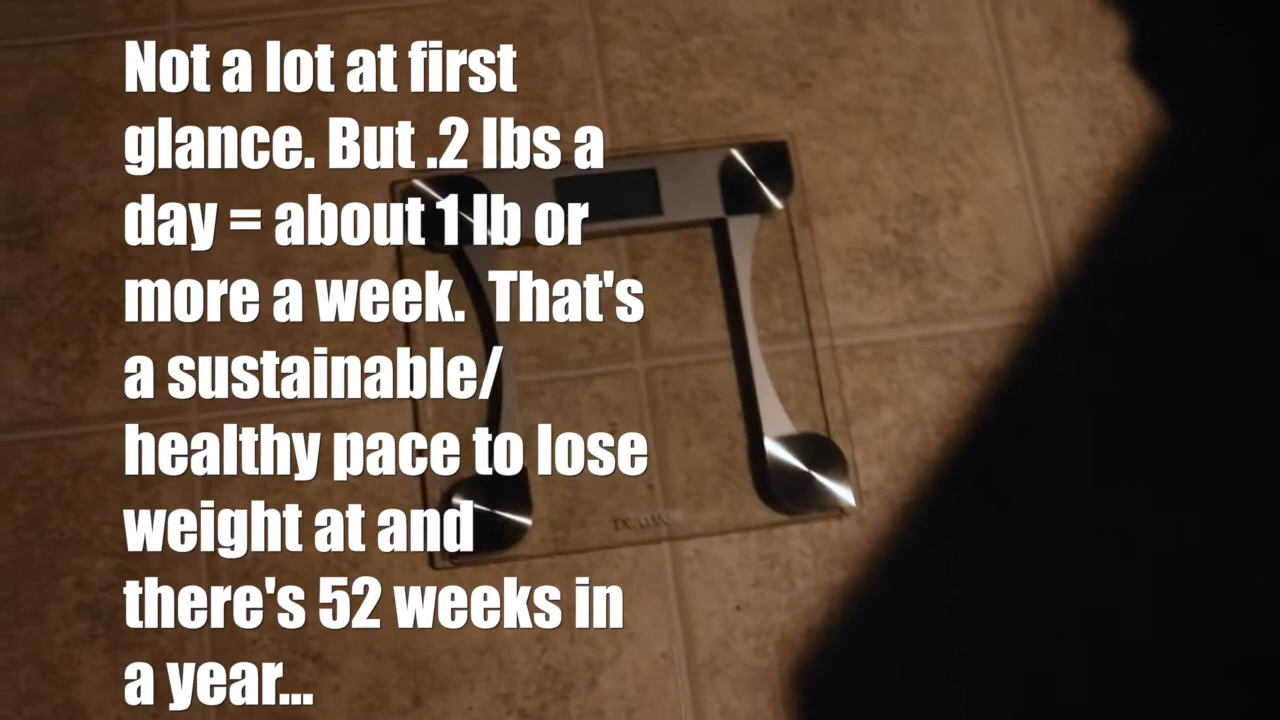 Not a lot at first
glance. But .2 lbs a
day = about 1 lb or
more a week.  That's
a sustainable/
healthy pace to lose
weight at and
there's 52 weeks in
a year...